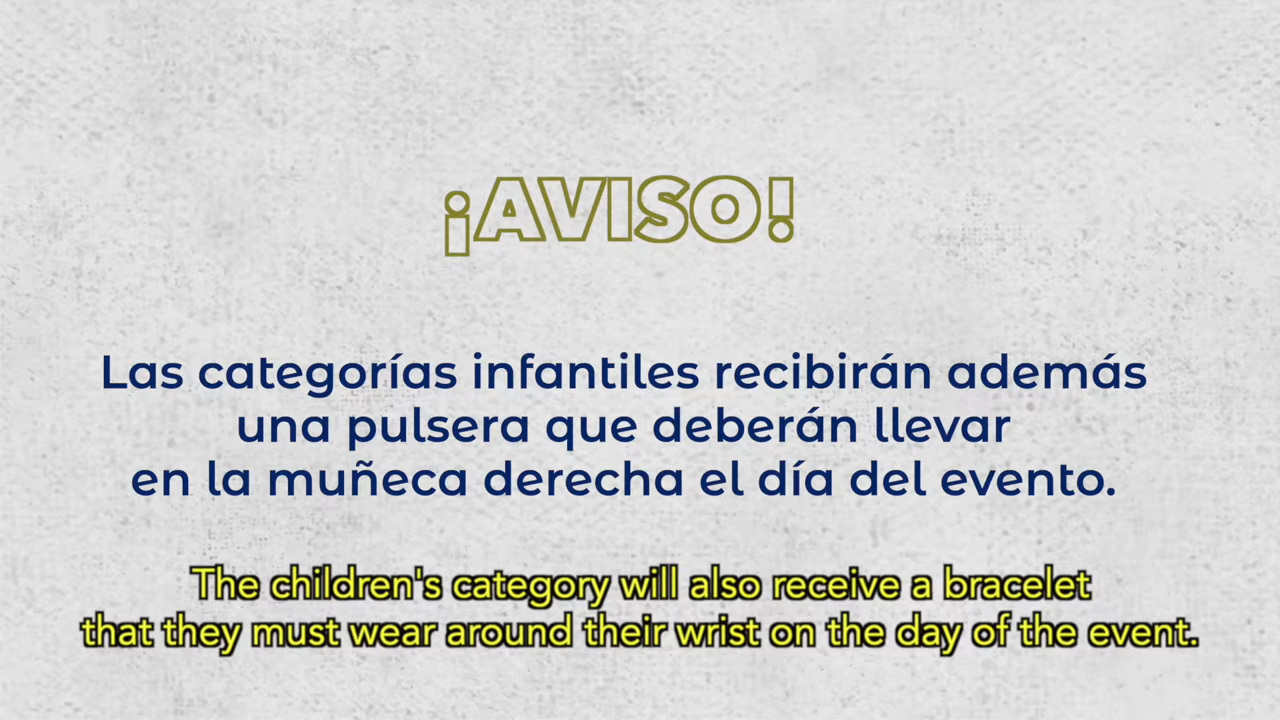 ¡AVISO!
Las categorías infantiles recibirán además
una pulsera que deberán llevar
en la muñeca derecha el día del evento.
The children's category will also receive a bracelet
that they must wear around their wrist on the day of the event.